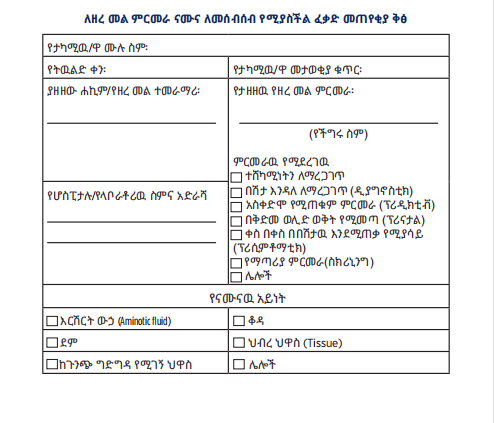 ለዘረ መል ምርመራ ናሙና ለመሰብሰብ የሚያስችል ፈቃድ መጠየቂያ ቅፅ
የታካሚዉ/ዋ ሙሉ ስም፡
የትዉልድ ቀን፡
የታካሚዉ/ዋ መታወቂያ ቁጥር፡
ያዘዘው ሐኪም/የዘረ መል ተመራማሪ፡
የታዘዘዉ የዘረ መል ምርመራ፡
(የችግሩ ስም)
ምርመራዉ የሚደረገዉ
ተሸካሚነትን ለማረጋገጥ
በሽታ እንዳለ ለማረጋገጥ (ዲያግኖስቲክ)
አስቀድሞ የሚጠቁም ምርመራ (ፕሪዲክቲቭ)
በቅድመ ወሊድ ወቅት የሚመጣ (ፕሪናታል)
ቀስ በቀስ በበሽታዉ እንደሚጠቃ የሚያሳይ
(ፕሪሲምቶማቲክ)
የማጣሪያ ምርመራ(ስክሪኒንግ)
ሌሎች
የሆስፒታሉ/የላቦራቶሪዉ ስምና አድራሻ
የናሙናዉ አይነት
እርሽርት ውኃ (Aminotic fluid)
ቆዳ
ደም
ህብረ ህዋስ (Tissue)
ከጉንጭ ግድግዳ የሚገኝ ህዋስ
ሌሎች